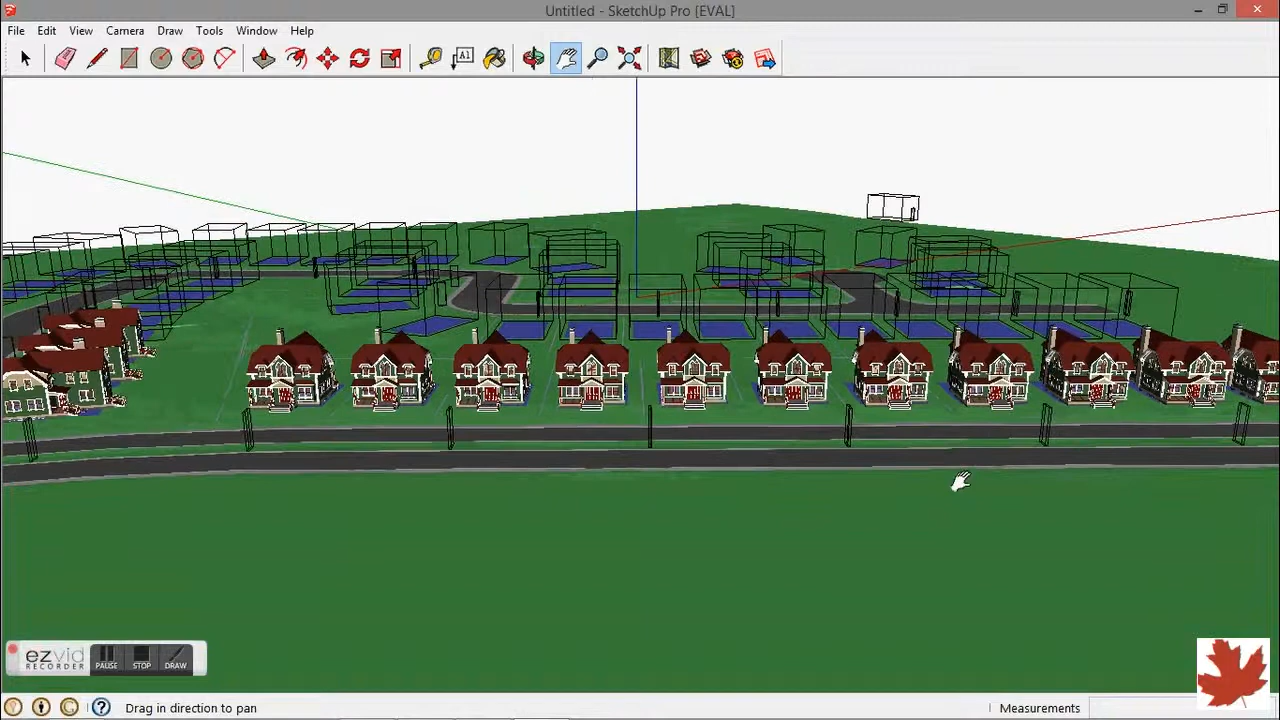 Untitled - SketchUp Pro [EVAL]
File Edit View Camera Draw Tools Window Help
A1
ezvid
RECORDER
PAUSE STOP DRAW
Drag in direction to pan
Measurements